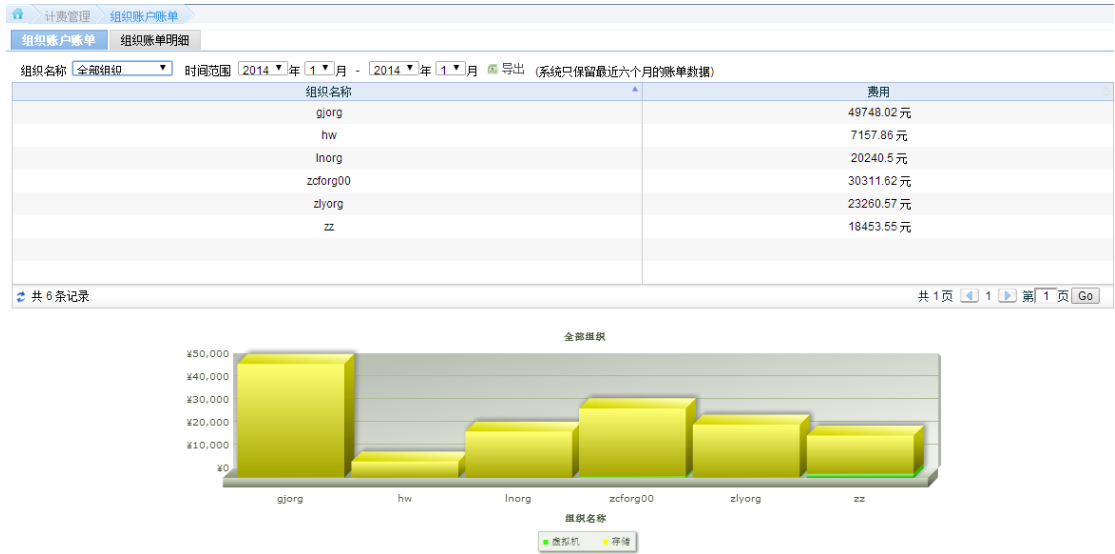 计费管理 组织账户账单
组织账户账单 组织账单明细
组织名称 全部组织 时间范围 2014 年 1 月 - 2014 年 1 月 导出 (系统只保留最近六个月的账单数据)
组织名称 费用
gjorg 49748.02 元
hw 7157.86 元
lnorg 20240.5 元
zcforg00 30311.62 元
zlyorg 23260.57 元
zz 18453.55 元
共 6 条记录 共 1 页 1 第 1 页 Go
全部组织
¥50,000
¥40,000
¥30,000
¥20,000
¥10,000
¥0
gjorg hw lnorg zcforg00 zlyorg zz
组织名称
虚拟机 存储